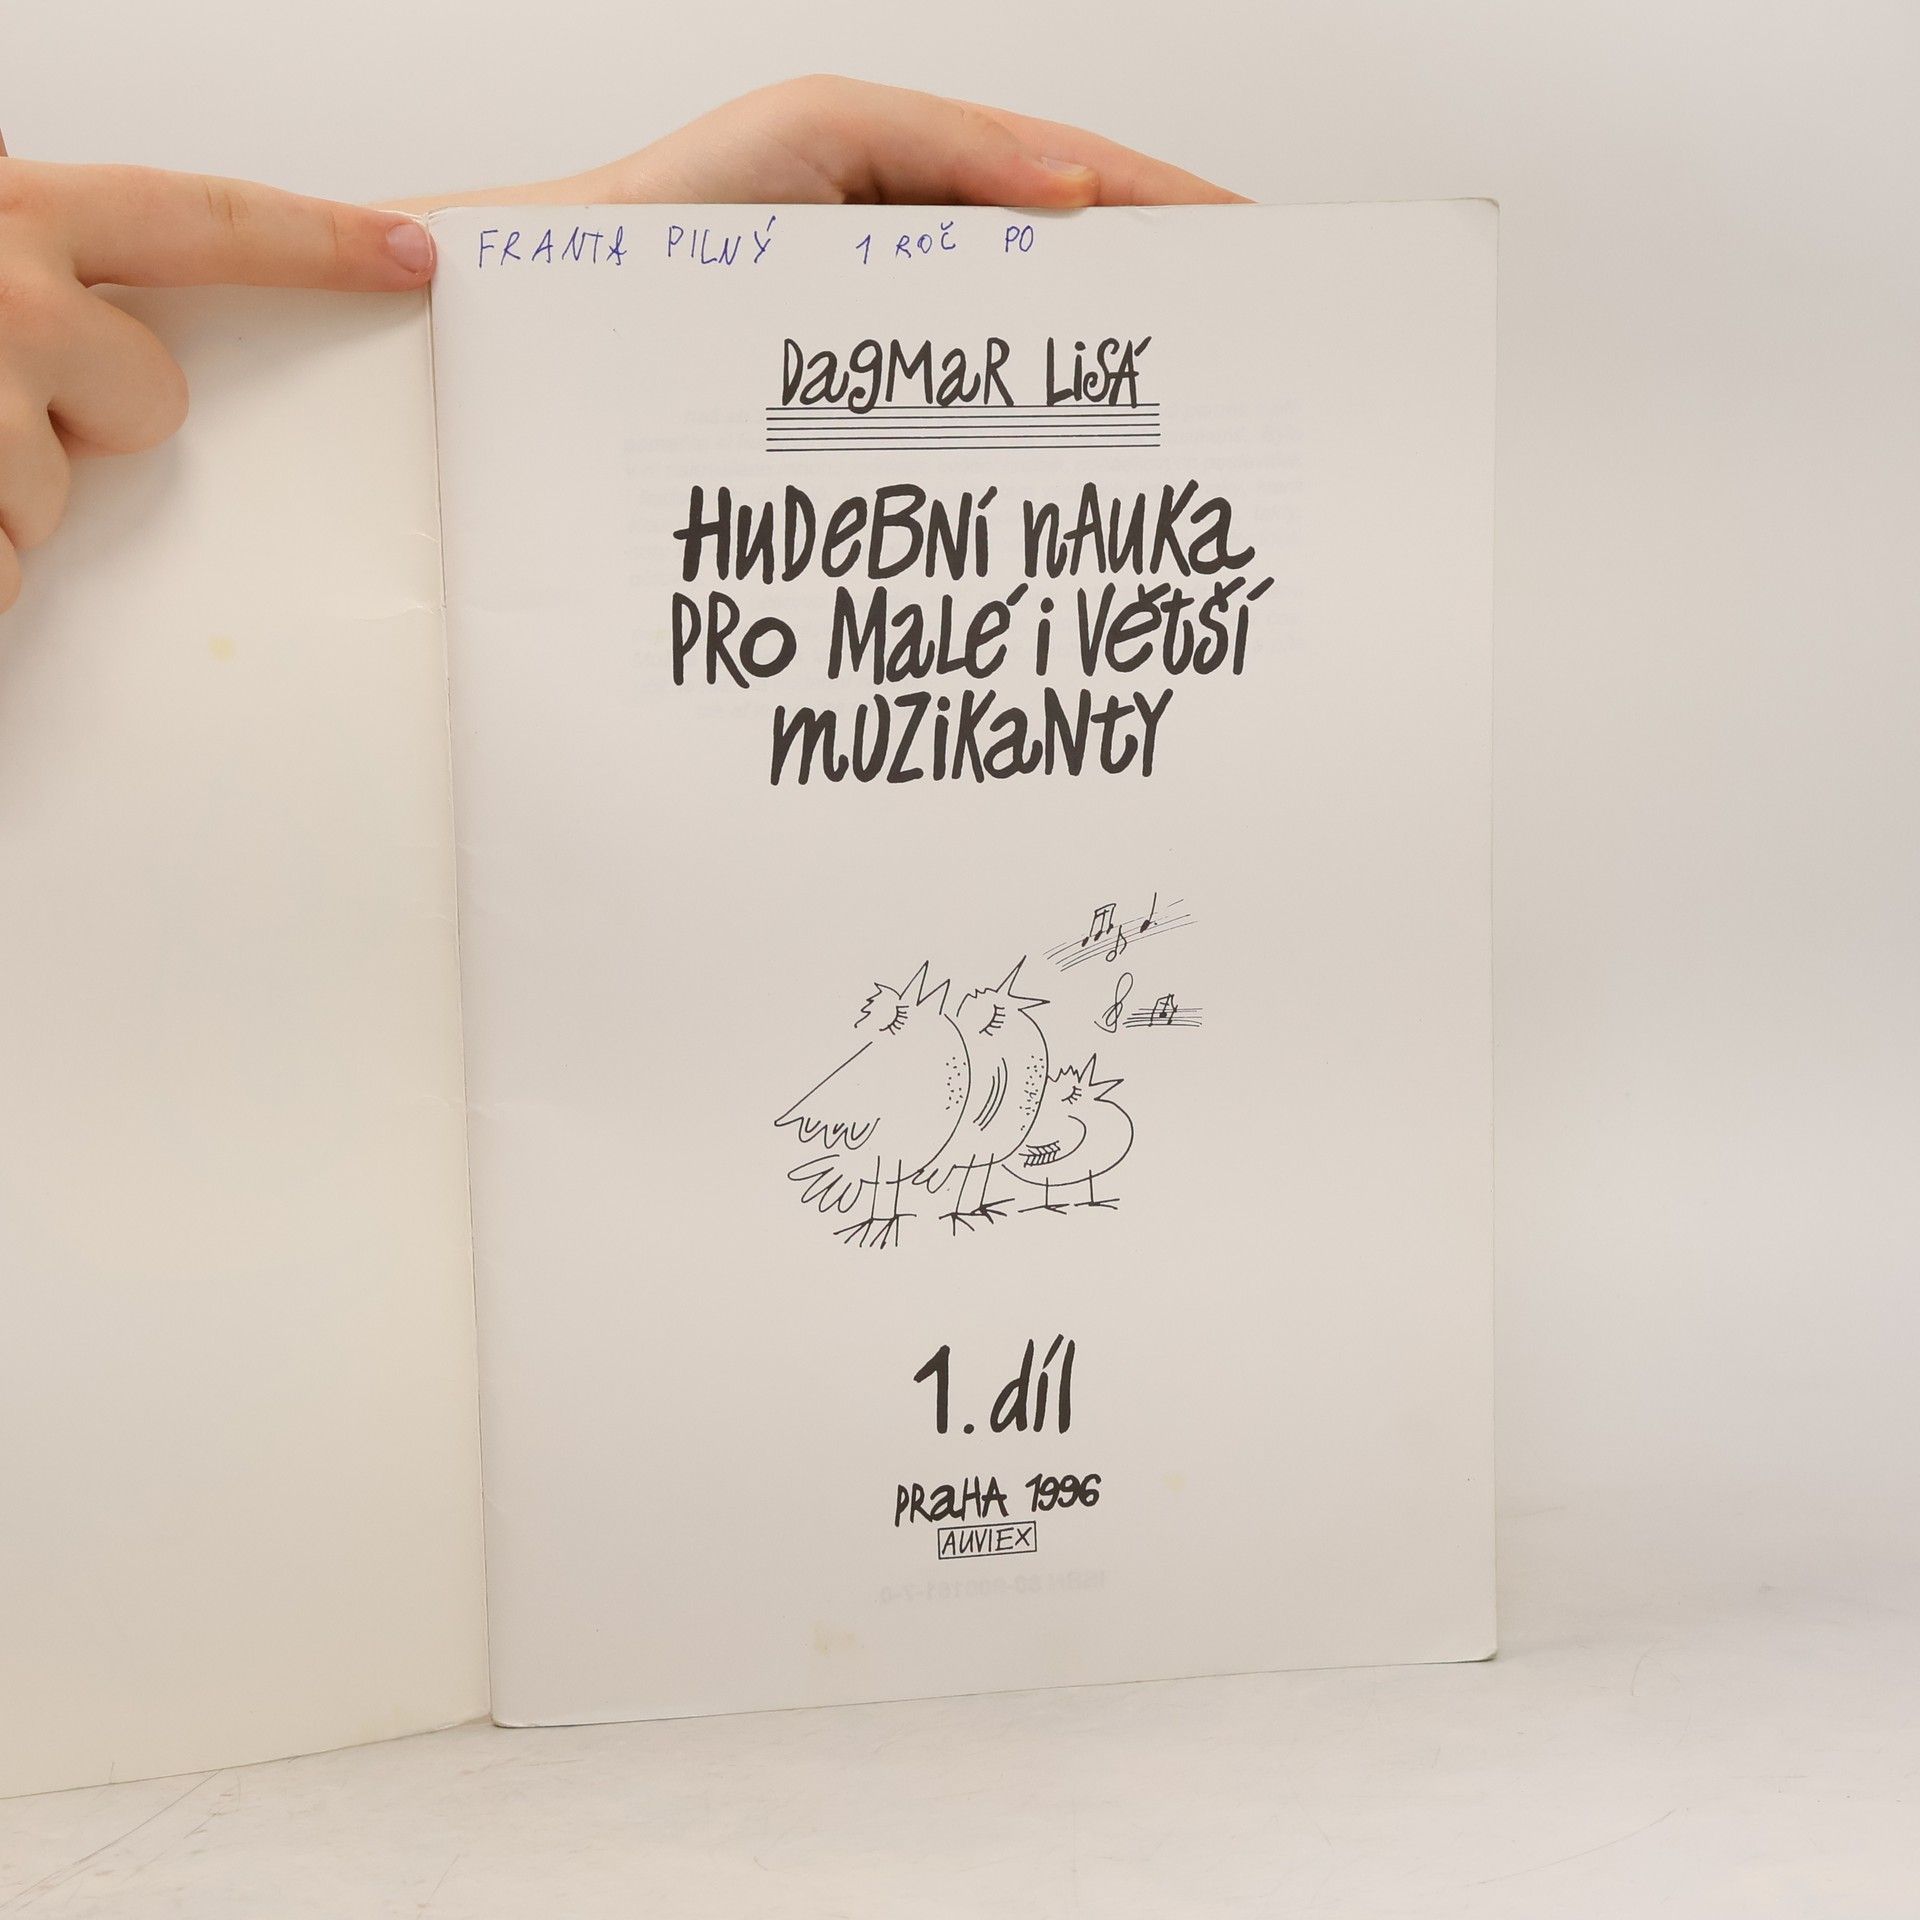 FRANTA PILNÝ 1 ROČ PO
Dagmar Lisá
Hudební nauka
pro malé i větší
muzikanty
1. díl
Praha 1996
AUVIEX